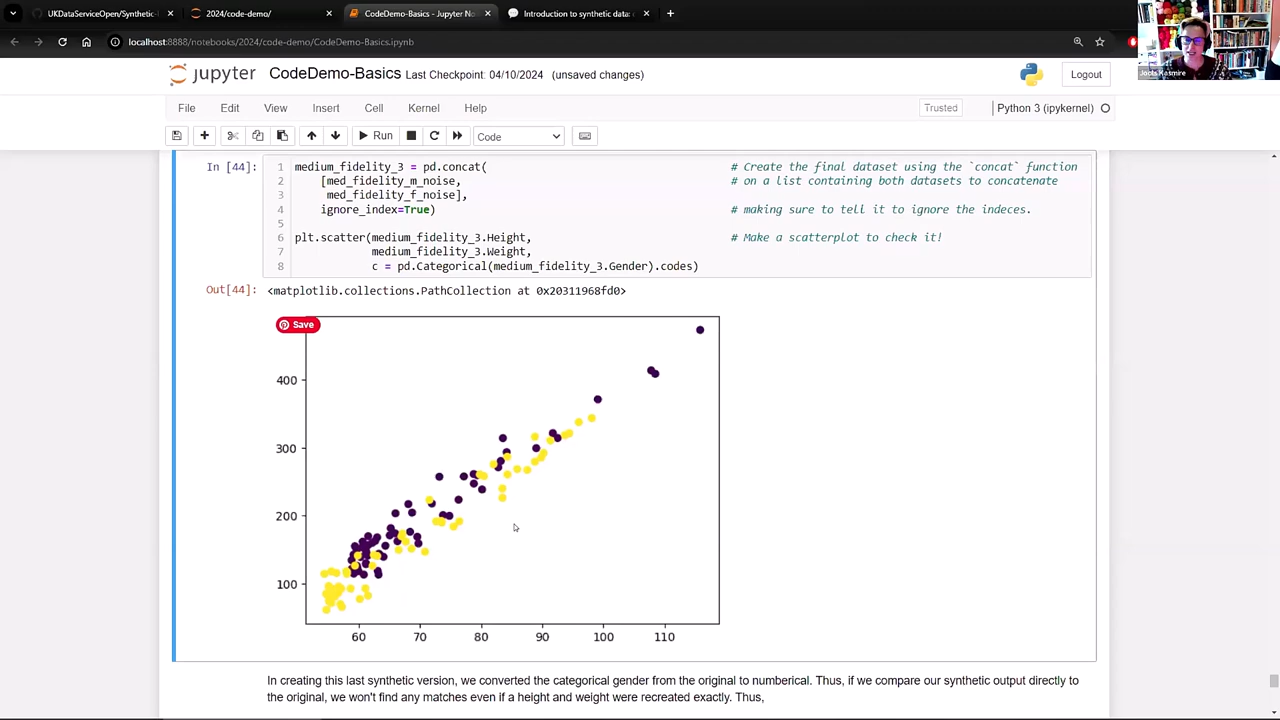 UKDataServiceOpen/Synthetic-
2024/code-demo/
CodeDemo-Basics - Jupyter No
Introduction to synthetic data:
localhost:8888/notebooks/2024/code-demo/CodeDemo-Basics.ipynb
Jools Kasmire
jupyter CodeDemo-Basics Last Checkpoint: 04/10/2024 (unsaved changes)
Logout
File Edit View Insert Cell Kernel Help
Trusted
Python 3 (ipykernel)
Run
Code
In [44]:
1 medium_fidelity_3 = pd.concat( # Create the final dataset using the `concat` function
2 [med_fidelity_m_noise, # on a list containing both datasets to concatenate
3 med_fidelity_f_noise],
4 ignore_index=True) # making sure to tell it to ignore the indeces.
5
6 plt.scatter(medium_fidelity_3.Height, # Make a scatterplot to check it!
7 medium_fidelity_3.Weight,
8 c = pd.Categorical(medium_fidelity_3.Gender).codes)
Out[44]: <matplotlib.collections.PathCollection at 0x20311968fd0>
Save
400
300
200
100
60 70 80 90 100 110
In creating this last synthetic version, we converted the categorical gender from the original to numberical. Thus, if we compare our synthetic output directly to
the original, we won't find any matches even if a height and weight were recreated exactly. Thus,